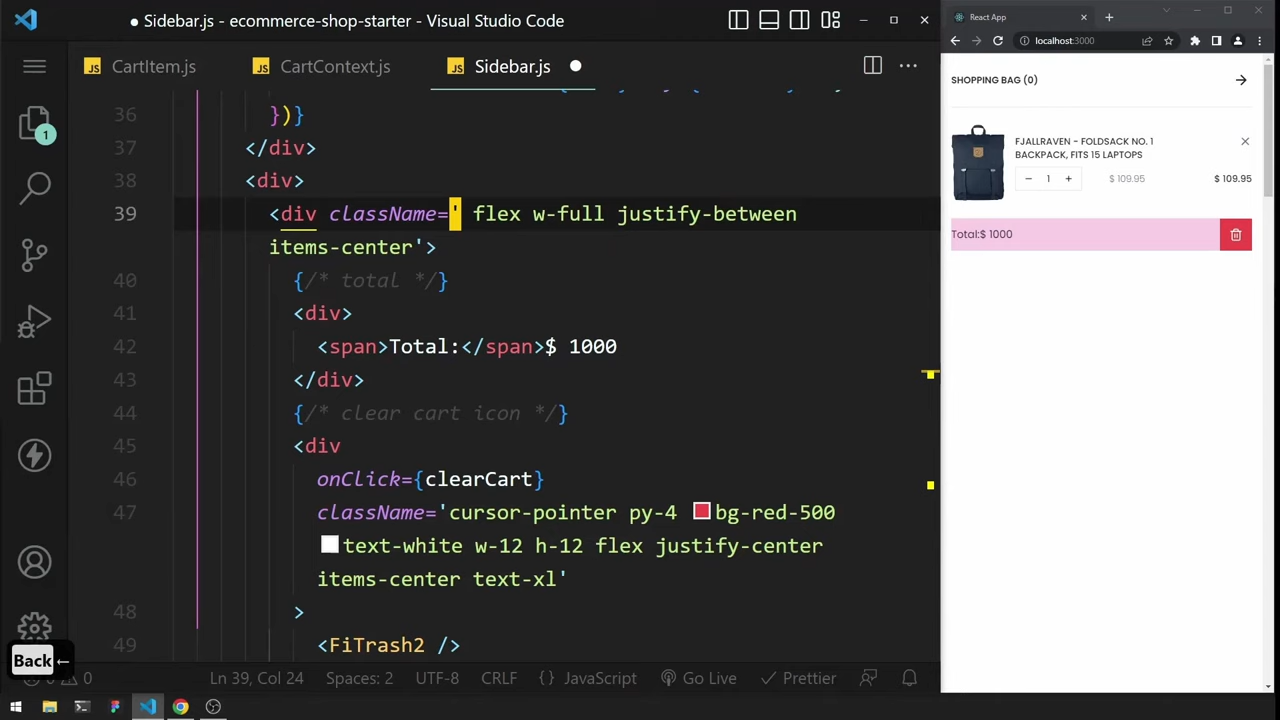 Sidebar.js - ecommerce-shop-starter - Visual Studio Code
JS CartItem.js
JS CartContext.js
JS Sidebar.js
36 })}
37 </div>
38 <div>
39 <div className=' flex w-full justify-between
items-center'>
40 {/* total */}
41 <div>
42 <span>Total:</span>$ 1000
43 </div>
44 {/* clear cart icon */}
45 <div
46 onClick={clearCart}
47 className='cursor-pointer py-4 bg-red-500
text-white w-12 h-12 flex justify-center
items-center text-xl'
48 >
49 <FiTrash2 />
1
Back←
0
Ln 39, Col 24
Spaces: 2
UTF-8
CRLF
{} JavaScript
Go Live
Prettier
React App
localhost:3000
SHOPPING BAG (0)
FJALLRAVEN - FOLDSACK NO. 1
BACKPACK, FITS 15 LAPTOPS
− 1 + $ 109.95 $ 109.95
Total:$ 1000